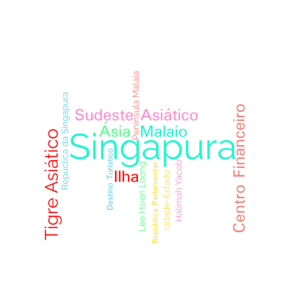 Península Malaia
República da Singapura
Sudeste Asiático
Centro Financeiro
Ásia Malaio
Tigre Asiático
Singapura
Destino Turístico
Ilha
Lee Hsien Loong
República Parlamentar
cidade-Estado
Halimah Yacob